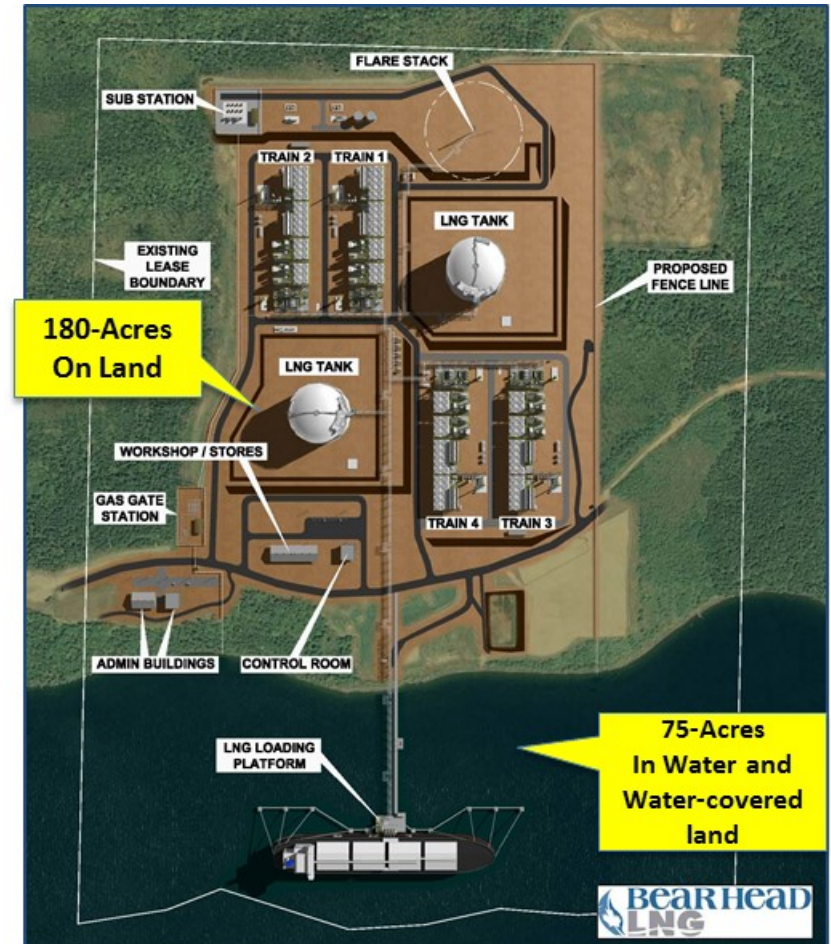 FLARE STACK
SUB STATION
TRAIN 2
TRAIN 1
LNG TANK
EXISTING
LEASE
BOUNDARY
PROPOSED
FENCE LINE
180-Acres
On Land
LNG TANK
WORKSHOP / STORES
GAS GATE
STATION
TRAIN 4
TRAIN 3
ADMIN BUILDINGS
CONTROL ROOM
LNG LOADING
PLATFORM
75-Acres
In Water and
Water-covered
land
BEAR HEAD
LNG